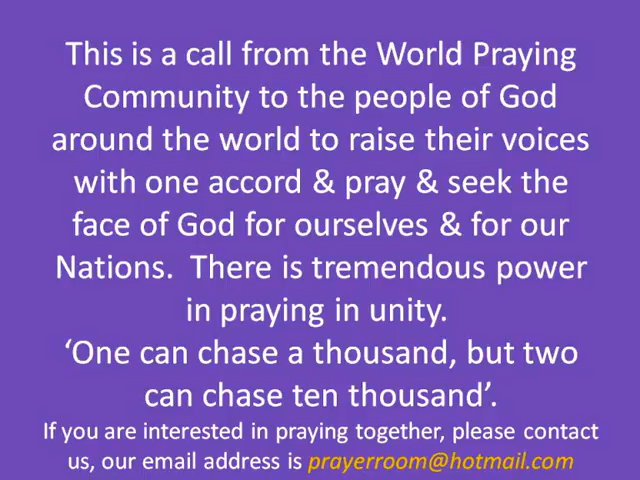 This is a call from the World Praying
Community to the people of God
around the world to raise their voices
with one accord & pray & seek the
face of God for ourselves & for our
Nations.  There is tremendous power
in praying in unity.
‘One can chase a thousand, but two
can chase ten thousand’.
If you are interested in praying together, please contact
us, our email address is prayerroom@hotmail.com